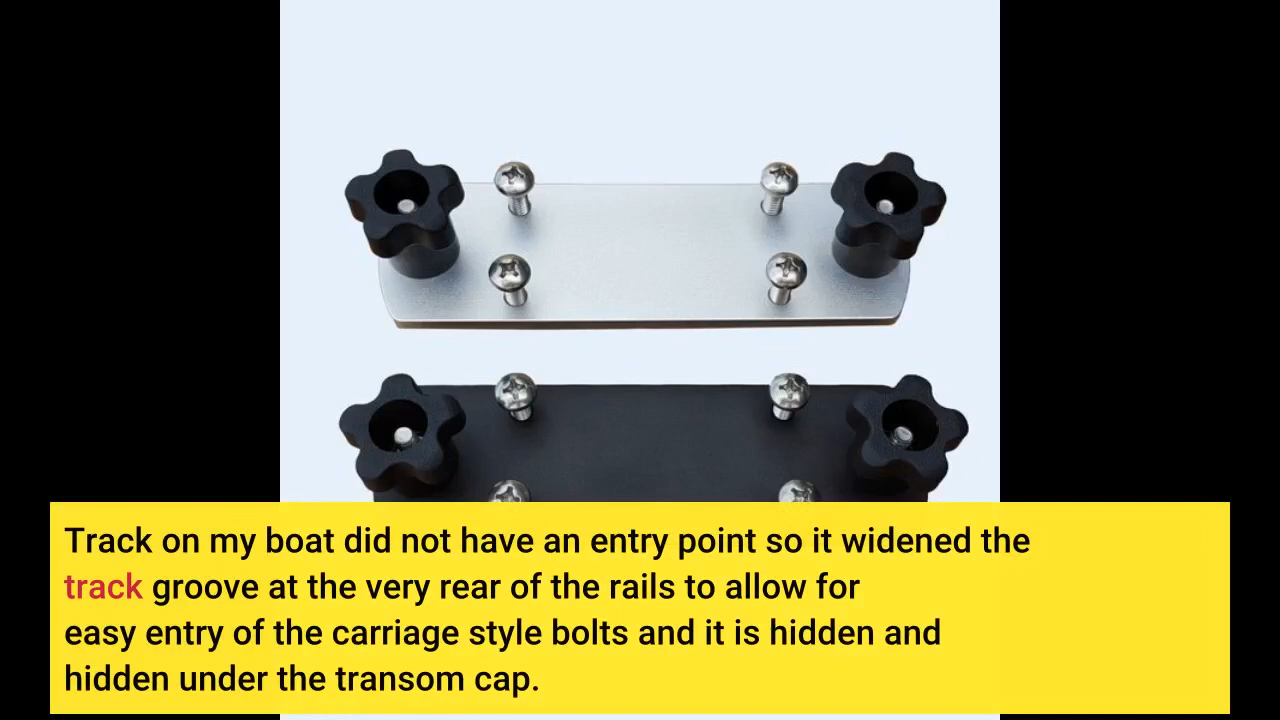 Track on my boat did not have an entry point so it widened the
track groove at the very rear of the rails to allow for
easy entry of the carriage style bolts and it is hidden and
hidden under the transom cap.